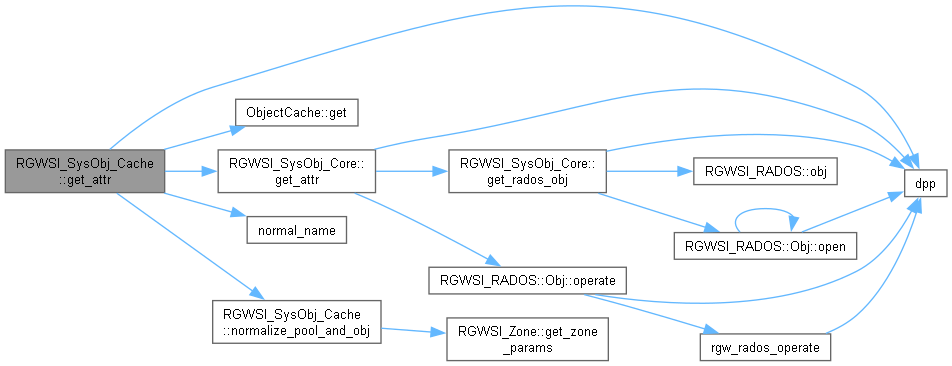 RGWSI_SysObj_Cache
::get_attr
ObjectCache::get
RGWSI_SysObj_Core::
get_attr
normal_name
RGWSI_SysObj_Cache
::normalize_pool_and_obj
RGWSI_SysObj_Core::
get_rados_obj
RGWSI_RADOS::Obj::operate
RGWSI_Zone::get_zone
_params
RGWSI_RADOS::obj
RGWSI_RADOS::Obj::open
rgw_rados_operate
dpp